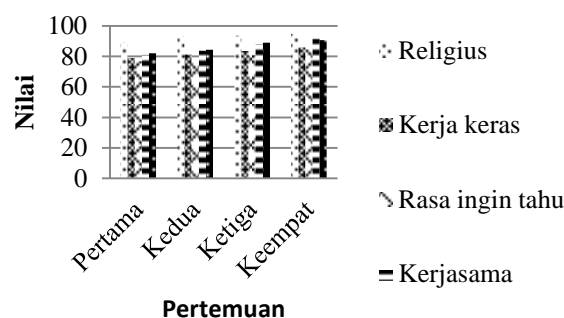 Nilai
100
80
60
40
20
0
Pertama
Kedua
Ketiga
Keempat
Pertemuan
Religius
Kerja keras
Rasa ingin tahu
Kerjasama